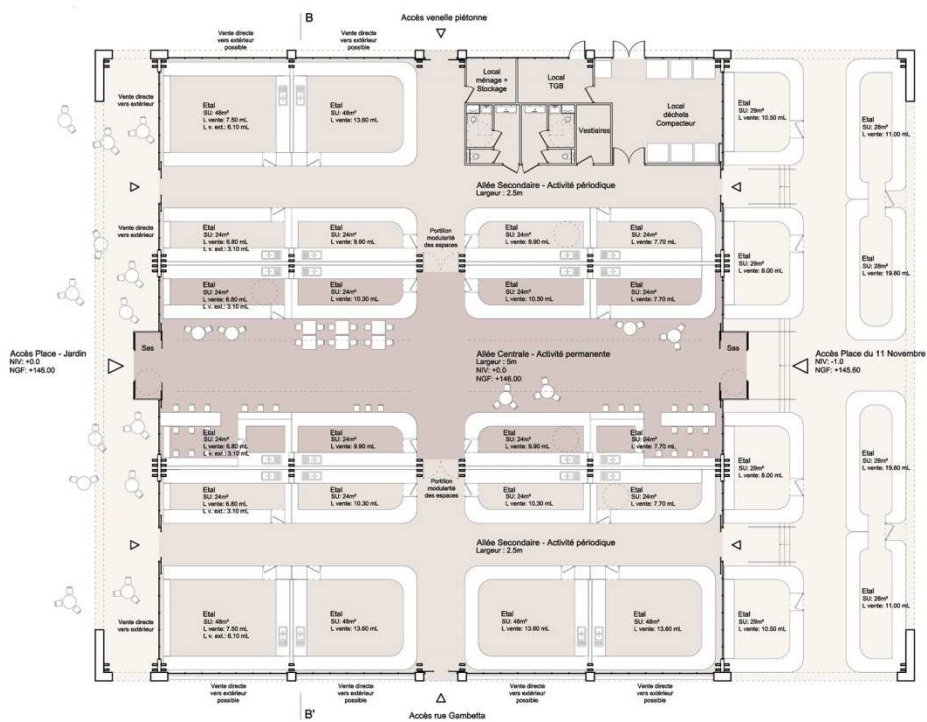 B
Accès venelle piétonne
Vente directe
vers extérieur
possible
Vente directe
vers extérieur
possible
Vente directe
vers extérieur
Etal
SU: 48m²
L vente: 7.50 mL
L v. ext.: 6.10 mL
Etal
SU: 48m²
L vente: 13.60 mL
Local
ménage +
Stockage
Local
TGB
Vestiaires
Local
déchets
Compacteur
Etal
SU: 29m²
L vente: 10.50 mL
Etal
SU: 28m²
L vente: 11.00 mL
Allée Secondaire - Activité périodique
Largeur : 2.5m
Vente directe
vers extérieur
Etal
SU: 24m²
L vente: 6.80 mL
L v. ext.: 3.10 mL
Etal
SU: 24m²
L vente: 9.80 mL
Portillon
modularité
des espaces
Etal
SU: 24m²
L vente: 9.90 mL
Etal
SU: 24m²
L vente: 7.70 mL
Etal
SU: 29m²
L vente: 8.00 mL
Etal
SU: 28m²
L vente: 19.80 mL
Etal
SU: 24m²
L vente: 6.80 mL
L v. ext.: 3.10 mL
Etal
SU: 24m²
L vente: 10.30 mL
Etal
SU: 24m²
L vente: 10.30 mL
Etal
SU: 24m²
L vente: 7.70 mL
Accès Place - Jardin
NIV: +0.0
NGF: +146.00
Sas
Allée Centrale - Activité permanente
Largeur : 5m
NIV: +0.0
NGF: +146.00
Sas
Accès Place du 11 Novembre
NIV: -1.0
NGF: +145.60
Etal
SU: 24m²
L vente: 6.80 mL
L v. ext.: 3.10 mL
Etal
SU: 24m²
L vente: 9.90 mL
Etal
SU: 24m²
L vente: 9.90 mL
Etal
SU: 24m²
L vente: 7.70 mL
Etal
SU: 29m²
L vente: 8.00 mL
Etal
SU: 28m²
L vente: 19.80 mL
Etal
SU: 24m²
L vente: 6.80 mL
L v. ext.: 3.10 mL
Etal
SU: 24m²
L vente: 10.30 mL
Portillon
modularité
des espaces
Etal
SU: 24m²
L vente: 10.30 mL
Etal
SU: 24m²
L vente: 7.70 mL
Allée Secondaire - Activité périodique
Largeur : 2.5m
Vente directe
vers extérieur
Etal
SU: 48m²
L vente: 7.50 mL
L v. ext.: 6.10 mL
Etal
SU: 48m²
L vente: 13.60 mL
Etal
SU: 48m²
L vente: 13.60 mL
Etal
SU: 48m²
L vente: 13.60 mL
Etal
SU: 29m²
L vente: 10.50 mL
Etal
SU: 28m²
L vente: 11.00 mL
Vente directe
vers extérieur
possible
Vente directe
vers extérieur
possible
Vente directe
vers extérieur
possible
Vente directe
vers extérieur
possible
B'
Accès rue Gambetta